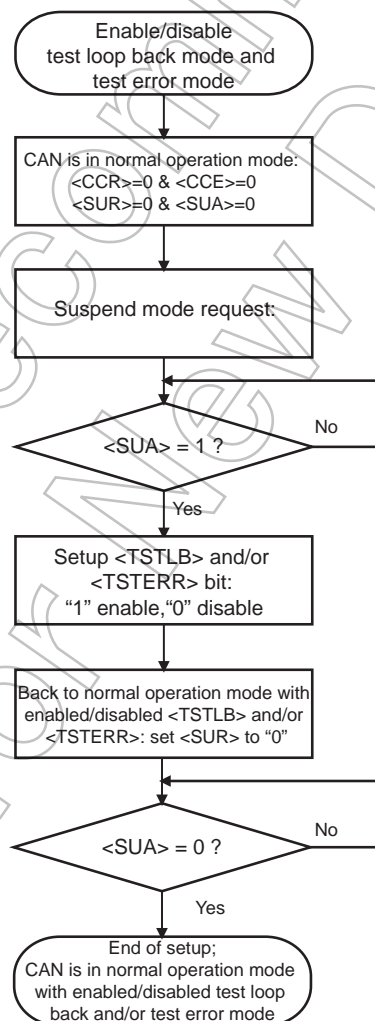 Enable/disable
test loop back mode and
test error mode
CAN is in normal operation mode:
<CCR>=0 & <CCE>=0
<SUR>=0 & <SUA>=0
Suspend mode request:
<SUA> = 1 ?
No
Yes
Setup <TSTLB> and/or
<TSTERR> bit:
“1” enable,“0” disable
Back to normal operation mode with
enabled/disabled <TSTLB> and/or
<TSTERR>: set <SUR> to “0”
<SUA> = 0 ?
No
Yes
End of setup;
CAN is in normal operation mode
with enabled/disabled test loop
back and/or test error mode